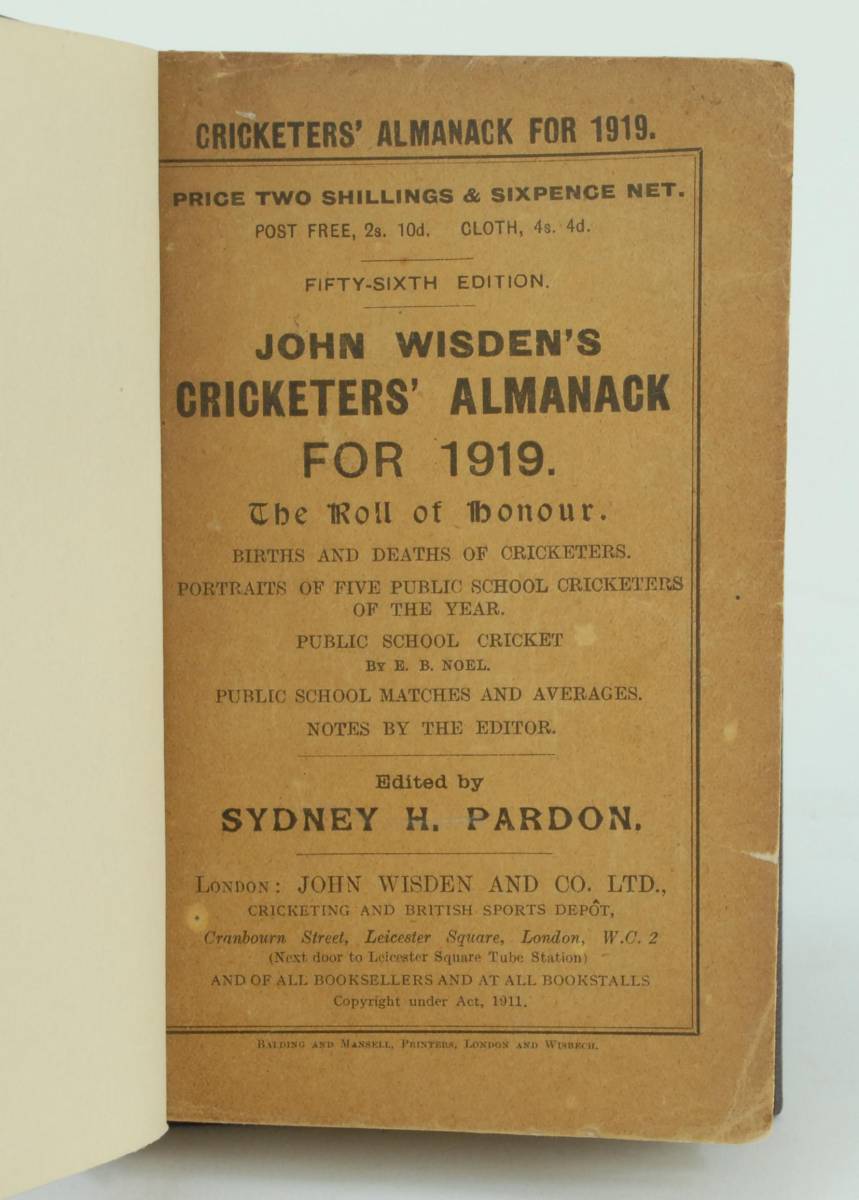 CRICKETERS' ALMANACK FOR 1919.
PRICE TWO SHILLINGS & SIXPENCE NET.
POST FREE, 2s. 10d. CLOTH, 4s. 4d.
FIFTY-SIXTH EDITION.
JOHN WISDEN'S
CRICKETERS' ALMANACK
FOR 1919.
The Roll of Honour.
BIRTHS AND DEATHS OF CRICKETERS.
PORTRAITS OF FIVE PUBLIC SCHOOL CRICKETERS
OF THE YEAR.
PUBLIC SCHOOL CRICKET
BY E. B. NOEL.
PUBLIC SCHOOL MATCHES AND AVERAGES.
NOTES BY THE EDITOR.
Edited by
SYDNEY H. PARDON.
LONDON: JOHN WISDEN AND CO. LTD.,
CRICKETING AND BRITISH SPORTS DEPÔT,
Cranbourn Street, Leicester Square, London, W.C. 2
(Next door to Leicester Square Tube Station)
AND OF ALL BOOKSELLERS AND AT ALL BOOKSTALLS
Copyright under Act, 1911.
BALDING AND MANSELL, PRINTERS, LONDON AND WISBECH.